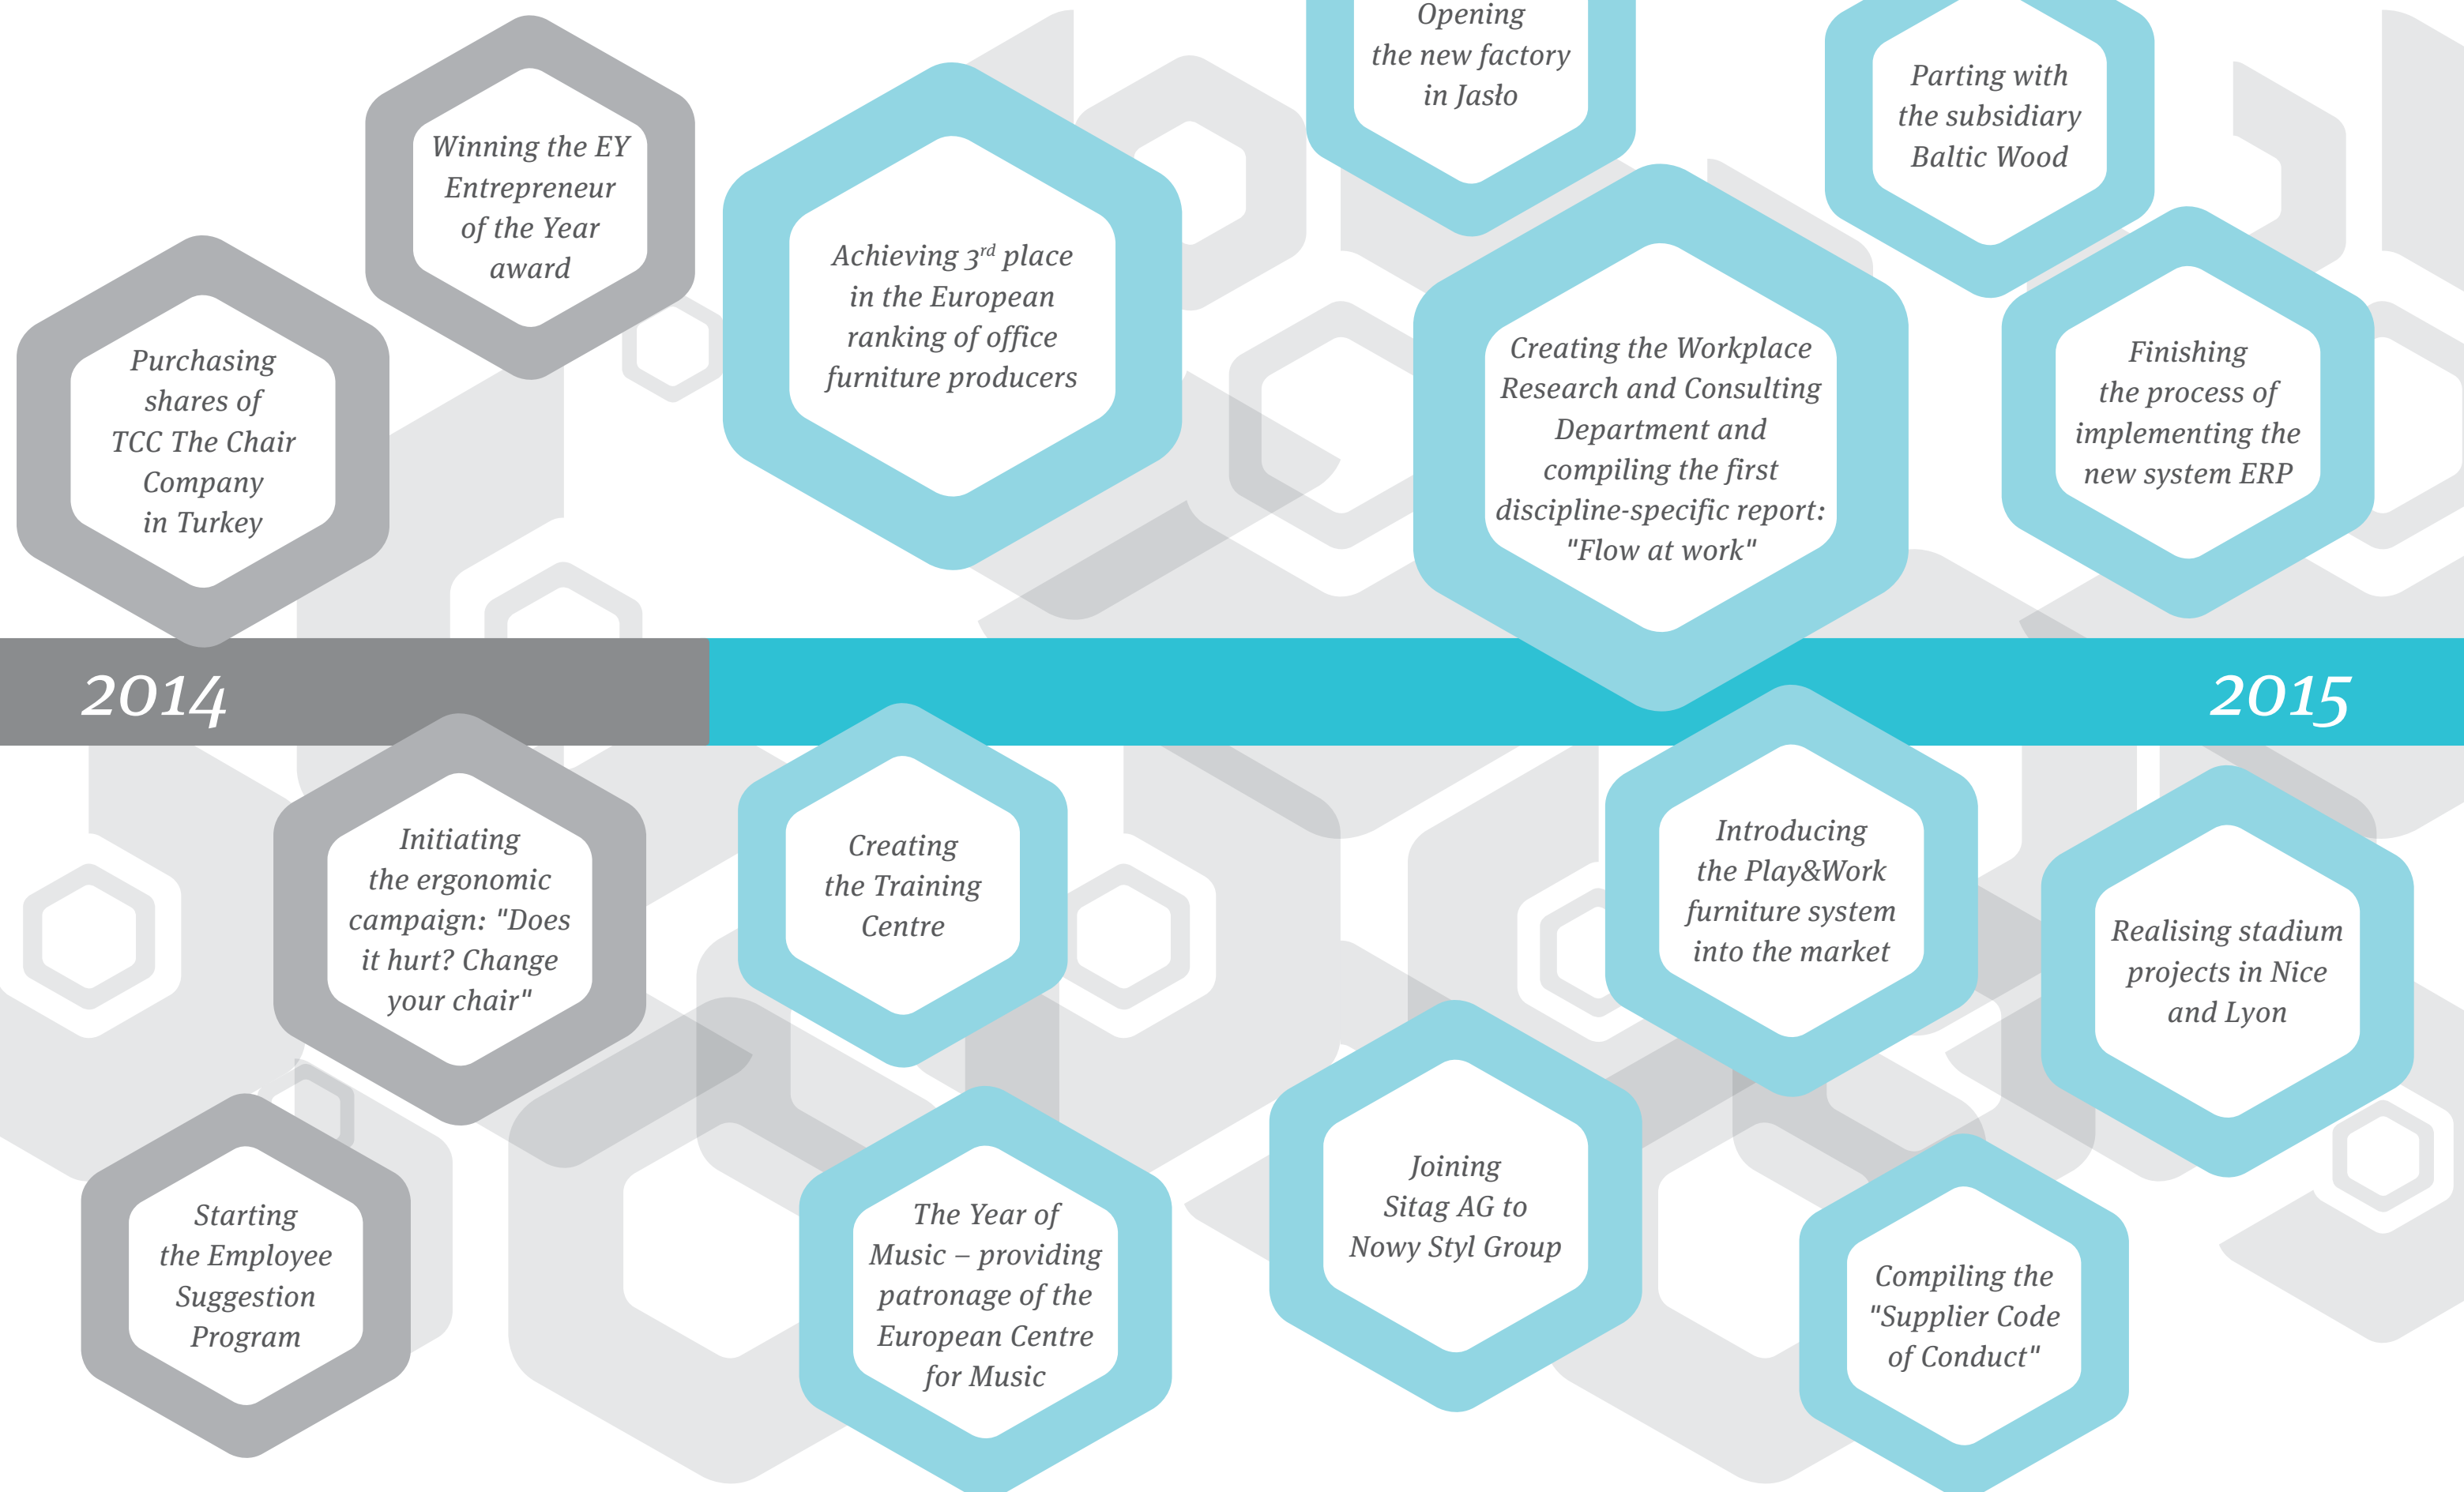 Opening
the new factory
in Jasło
Parting with
the subsidiary
Baltic Wood
Winning the EY
Entrepreneur
of the Year
award
Achieving 3rd place
in the European
ranking of office
furniture producers
Purchasing
shares of
TCC The Chair
Company
in Turkey
Creating the Workplace
Research and Consulting
Department and
compiling the first
discipline-specific report:
"Flow at work"
Finishing
the process of
implementing the
new system ERP
2014
2015
Initiating
the ergonomic
campaign: "Does
it hurt? Change
your chair"
Creating
the Training
Centre
Introducing
the Play&Work
furniture system
into the market
Realising stadium
projects in Nice
and Lyon
Starting
the Employee
Suggestion
Program
The Year of
Music – providing
patronage of the
European Centre
for Music
Joining
Sitag AG to
Nowy Styl Group
Compiling the
"Supplier Code
of Conduct"